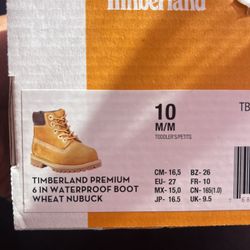 Timberland
10
M/M
TODDLER/PETITS
TB
TIMBERLAND PREMIUM
6 IN WATERPROOF BOOT
WHEAT NUBUCK
CM- 16,5 BZ- 26
EU- 27 FR- 10
MX- 15,0 CN- 165(1.0)
JP- 16.5 UK- 9.5